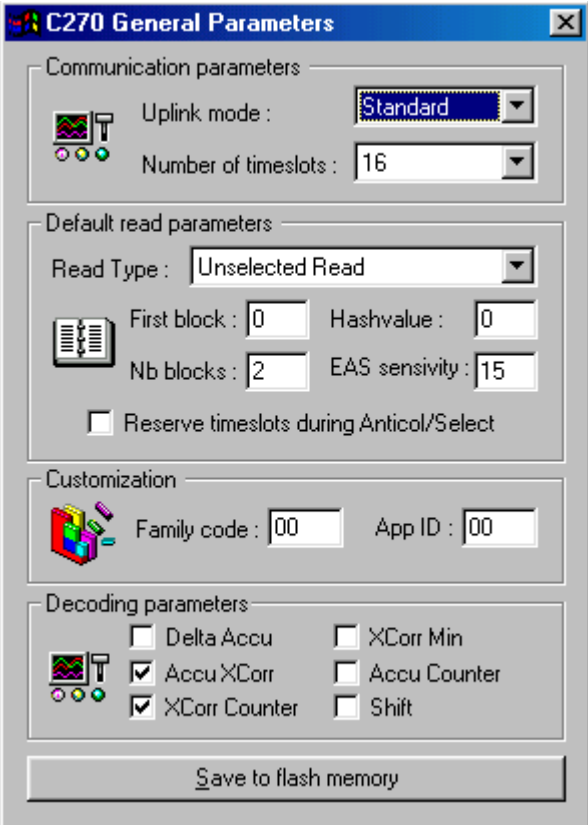 C270 General Parameters
Communication parameters
Uplink mode : Standard
Number of timeslots : 16
Default read parameters
Read Type : Unselected Read
First block : 0 Hashvalue : 0
Nb blocks : 2 EAS sensivity : 15
Reserve timeslots during Anticol/Select
Customization
Family code : 00 App ID : 00
Decoding parameters
Delta Accu XCorr Min
Accu XCorr Accu Counter
XCorr Counter Shift
Save to flash memory